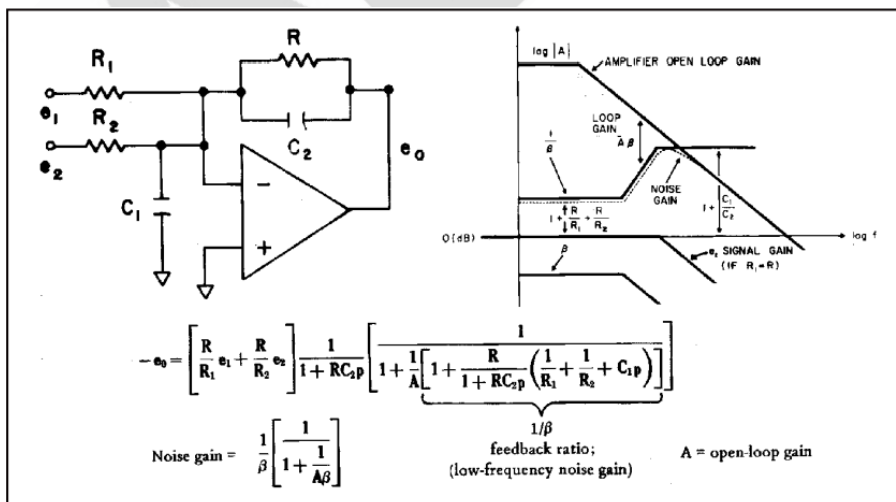 R₁
e₁
R₂
e₂
C₁
R
C₂
e₀
−
+
log |A|
AMPLIFIER OPEN LOOP GAIN
LOOP
GAIN
Aβ
1/β
NOISE
GAIN
1 + R/R₁ + R/R₂
1 + C₁/C₂
0 (dB)
log f
β
SIGNAL GAIN
(IF R₁ = R)
−e₀ = [R/R₁ e₁ + R/R₂ e₂] 1/(1 + RC₂p) [1/(1 + 1/A [1 + R/(1 + RC₂p) (1/R₁ + 1/R₂ + C₁p)])]
1/β
Noise gain = 1/β [1/(1 + 1/Aβ)]
feedback ratio;
(low-frequency noise gain)
A = open-loop gain